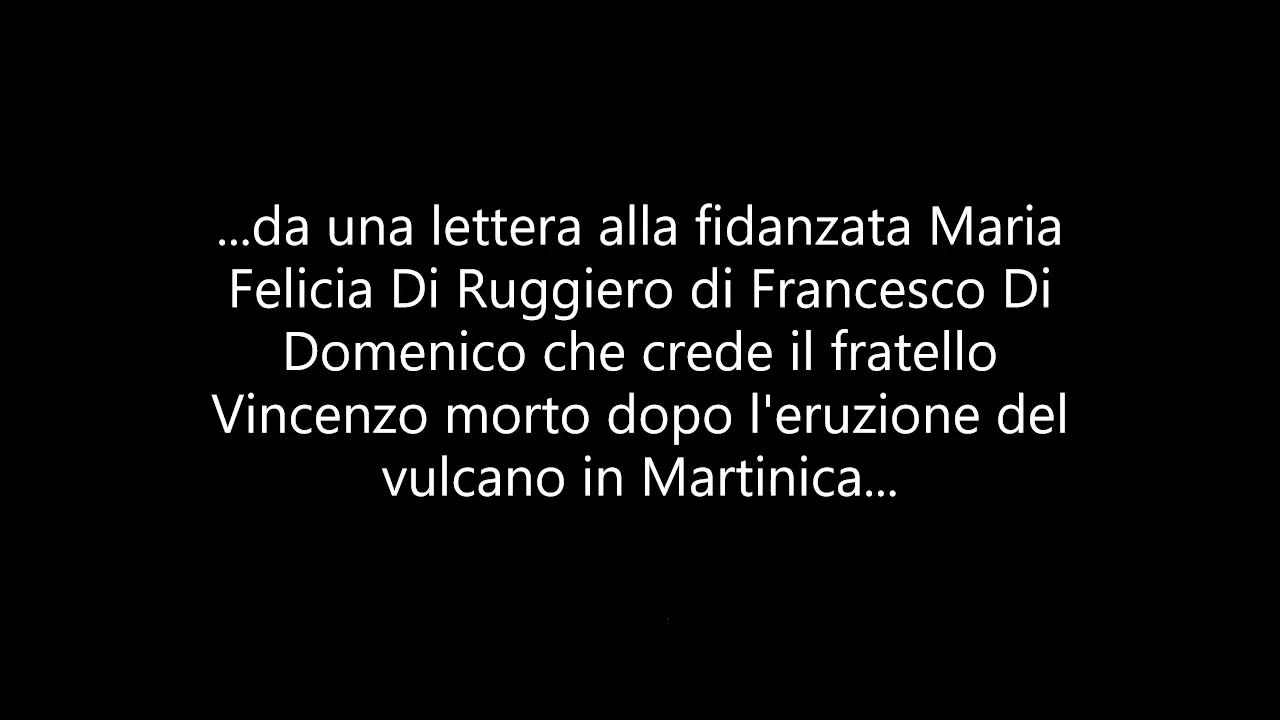 ...da una lettera alla fidanzata Maria
Felicia Di Ruggiero di Francesco Di
Domenico che crede il fratello
Vincenzo morto dopo l'eruzione del
vulcano in Martinica...